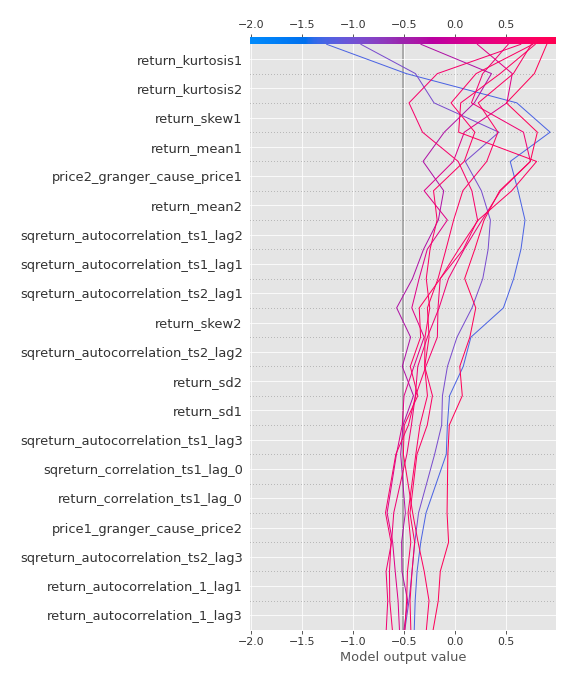 −2.0 −1.5 −1.0 −0.5 0.0 0.5
return_kurtosis1
return_kurtosis2
return_skew1
return_mean1
price2_granger_cause_price1
return_mean2
sqreturn_autocorrelation_ts1_lag2
sqreturn_autocorrelation_ts1_lag1
sqreturn_autocorrelation_ts2_lag1
return_skew2
sqreturn_autocorrelation_ts2_lag2
return_sd2
return_sd1
sqreturn_autocorrelation_ts1_lag3
sqreturn_correlation_ts1_lag_0
return_correlation_ts1_lag_0
price1_granger_cause_price2
sqreturn_autocorrelation_ts2_lag3
return_autocorrelation_1_lag1
return_autocorrelation_1_lag3
−2.0 −1.5 −1.0 −0.5 0.0 0.5
Model output value